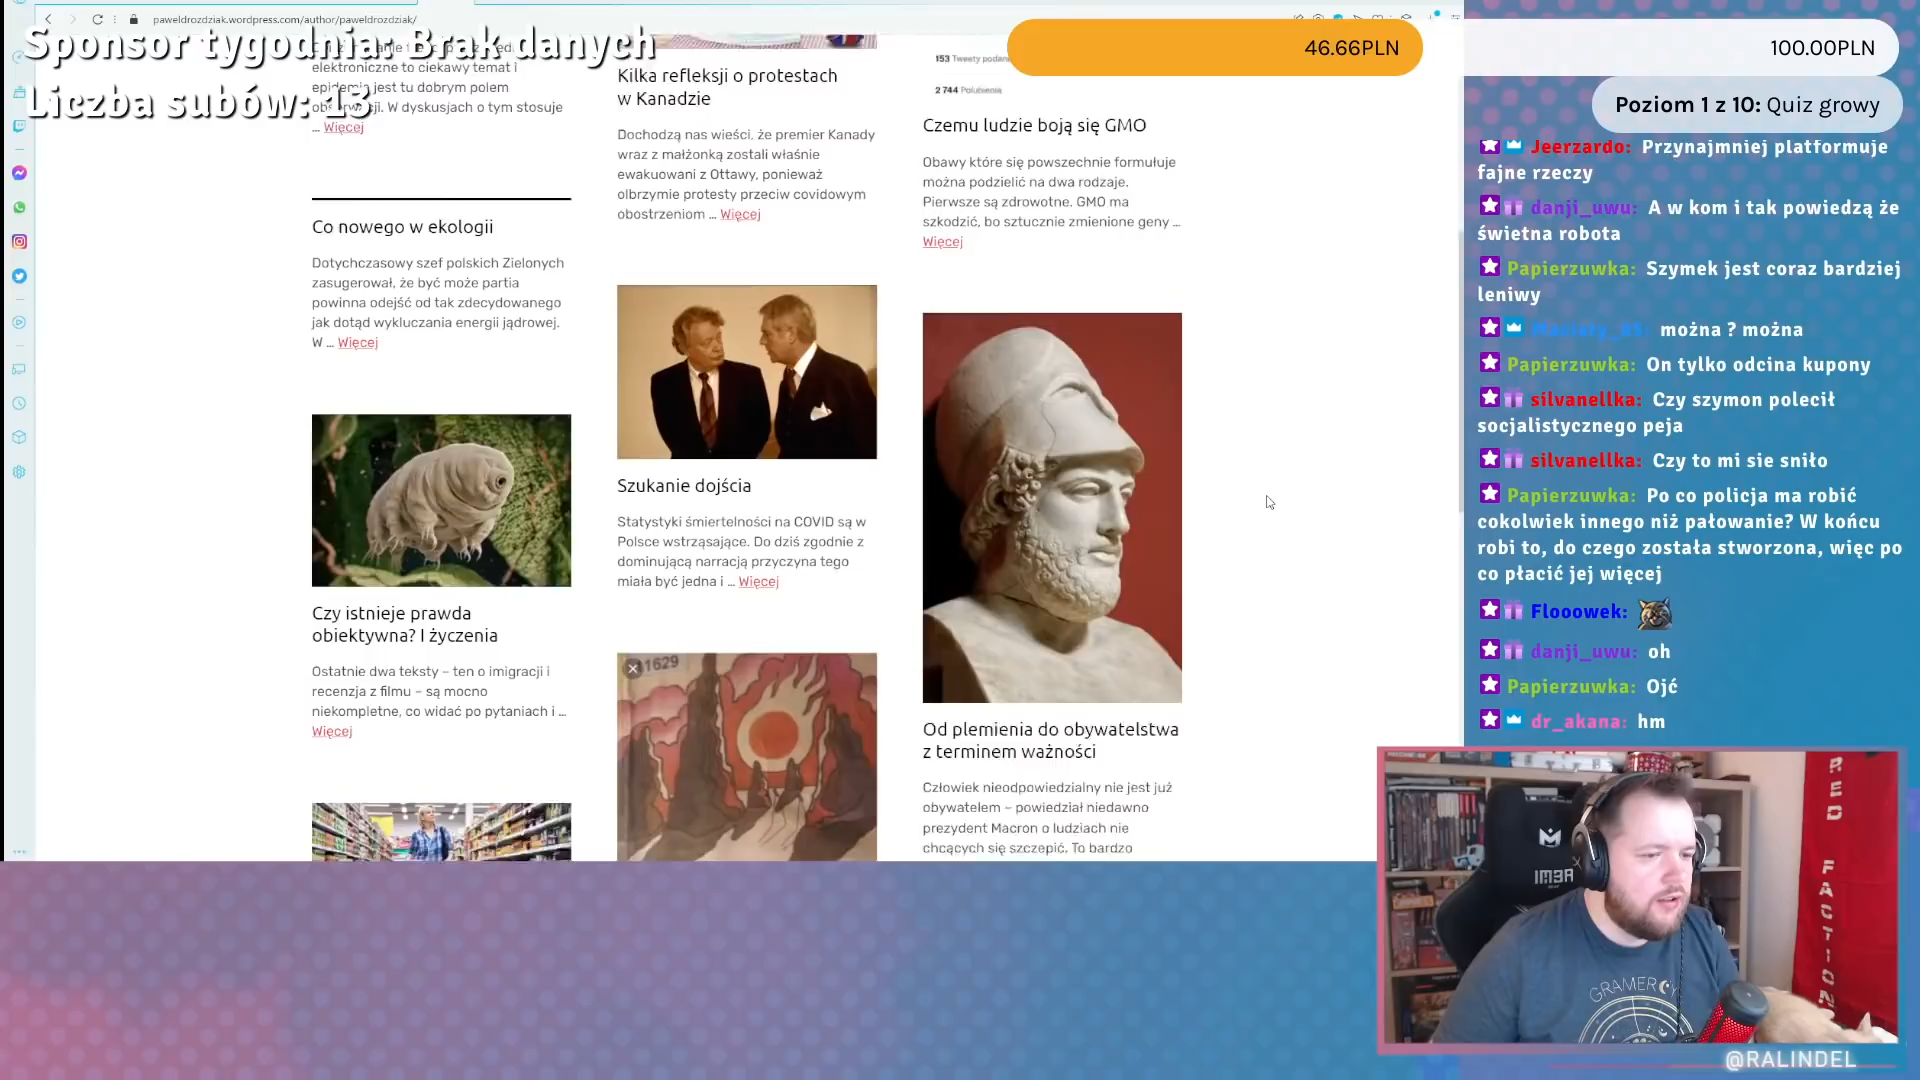 paweldrozdziak.wordpress.com/author/paweldrozdziak/
Sponsor tygodnia: Brak danych
Liczba subów: 13
elektroniczne to ciekawy temat i
epidemia jest tu dobrym polem
obserwacji. W dyskusjach o tym stosuje
... Więcej
Co nowego w ekologii
Dotychczasowy szef polskich Zielonych
zasugerował, że być może partia
powinna odejść od tak zdecydowanego
jak dotąd wykluczania energii jądrowej.
W ... Więcej
Czy istnieje prawda
obiektywna? I życzenia
Ostatnie dwa teksty – ten o imigracji i
recenzja z filmu – są mocno
niekompletne, co widać po pytaniach i ...
Więcej
Kilka refleksji o protestach
w Kanadzie
Dochodzą nas wieści, że premier Kanady
wraz z małżonką zostali właśnie
ewakuowani z Ottawy, ponieważ
olbrzymie protesty przeciw covidowym
obostrzeniom ... Więcej
Szukanie dojścia
Statystyki śmiertelności na COVID są w
Polsce wstrząsające. Do dziś zgodnie z
dominującą narracją przyczyna tego
miała być jedna i ... Więcej
1629
153 Tweety podane
2 744 Polubienia
Czemu ludzie boją się GMO
Obawy które się powszechnie formułuje
można podzielić na dwa rodzaje.
Pierwsze są zdrowotne. GMO ma
szkodzić, bo sztucznie zmienione geny ...
Więcej
Od plemienia do obywatelstwa
z terminem ważności
Człowiek nieodpowiedzialny nie jest już
obywatelem – powiedział niedawno
prezydent Macron o ludziach nie
chcących się szczepić. To bardzo
46.66PLN
100.00PLN
Poziom 1 z 10: Quiz growy
Jeerzardo: Przynajmniej platformuje
fajne rzeczy
danji_uwu: A w kom i tak powiedzą że
świetna robota
Papierzuwka: Szymek jest coraz bardziej
leniwy
można ? można
Papierzuwka: On tylko odcina kupony
silvanellka: Czy szymon polecił
socjalistycznego peja
silvanellka: Czy to mi sie sniło
Papierzuwka: Po co policja ma robić
cokolwiek innego niż pałowanie? W końcu
robi to, do czego została stworzona, więc po
co płacić jej więcej
Flooowek:
danji_uwu: oh
Papierzuwka: Ojć
dr_akana: hm
IM3A
RED FACTION
GRAMERCY
@RALINDEL